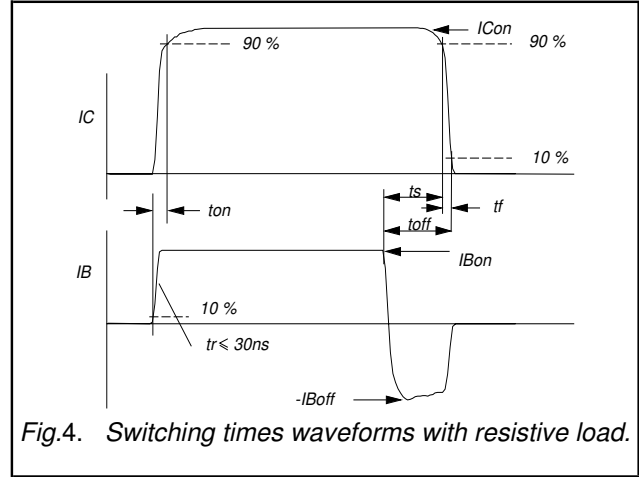 ICon
90 %
90 %
IC
10 %
ts
ton
tf
toff
IBon
IB
10 %
tr ≤ 30ns
-IBoff
Fig.4. Switching times waveforms with resistive load.